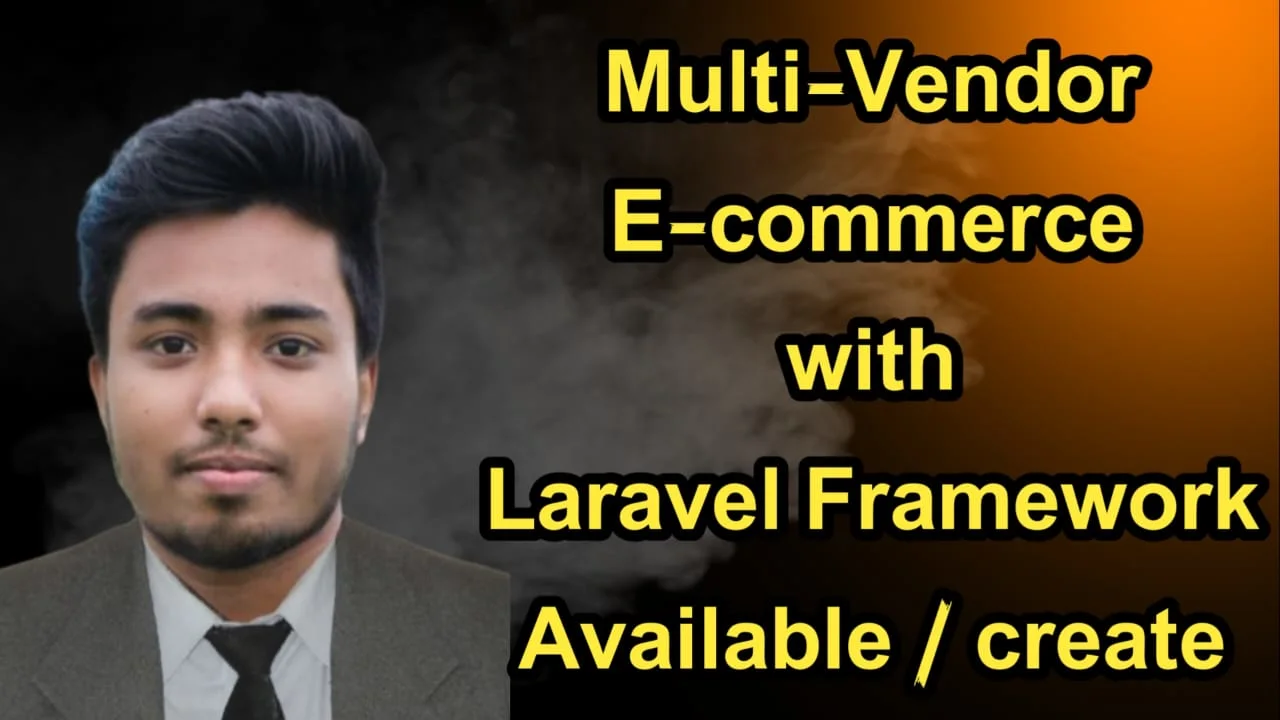 Multi-Vendor
E-commerce
with
Laravel Framework
Available / create